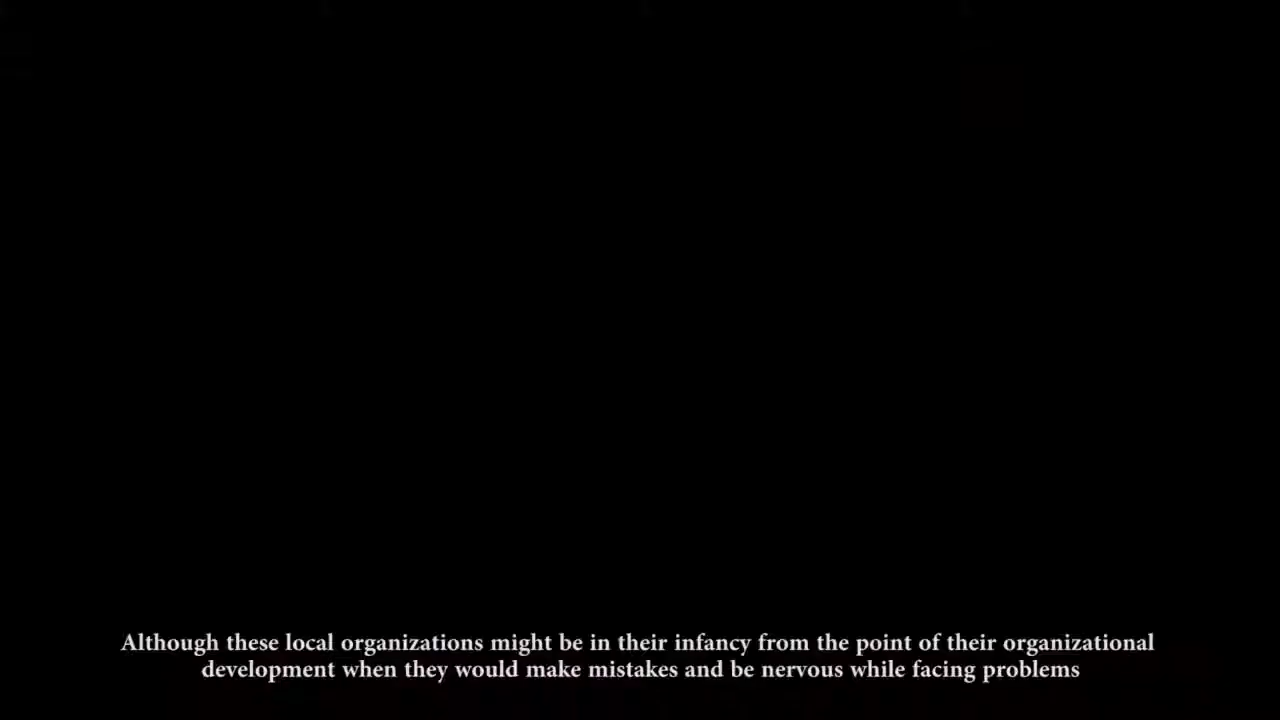 Although these local organizations might be in their infancy from the point of their organizational
development when they would make mistakes and be nervous while facing problems